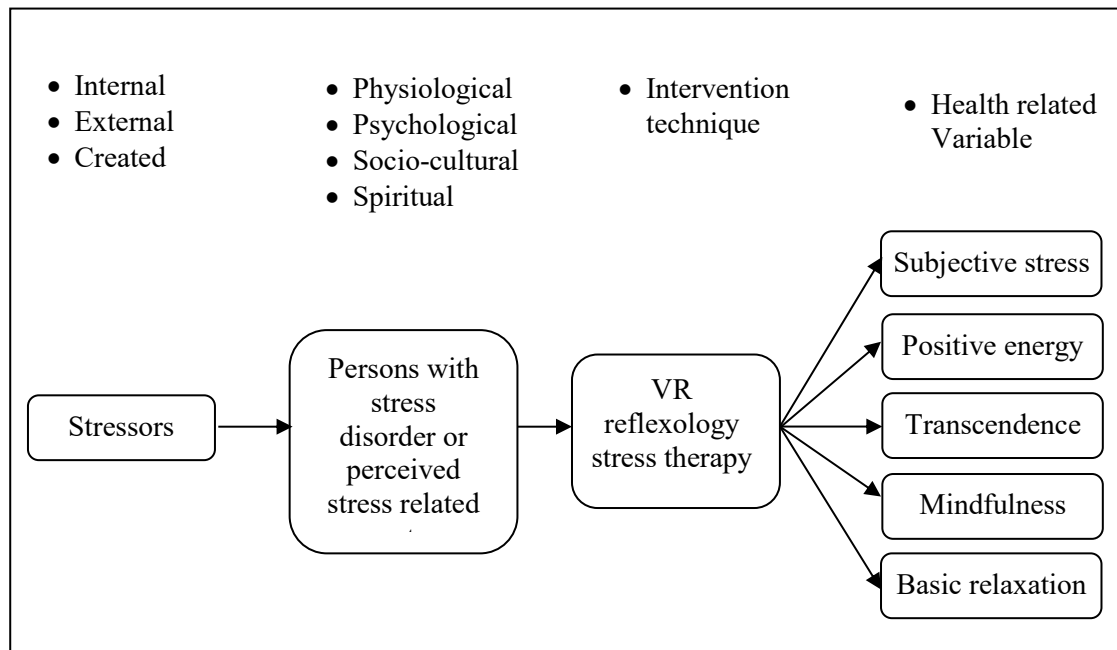 • Internal
• External
• Created
• Physiological
• Psychological
• Socio-cultural
• Spiritual
• Intervention
technique
• Health related
Variable
Stressors
Persons with
stress
disorder or
perceived
stress related
VR
reflexology
stress therapy
Subjective stress
Positive energy
Transcendence
Mindfulness
Basic relaxation